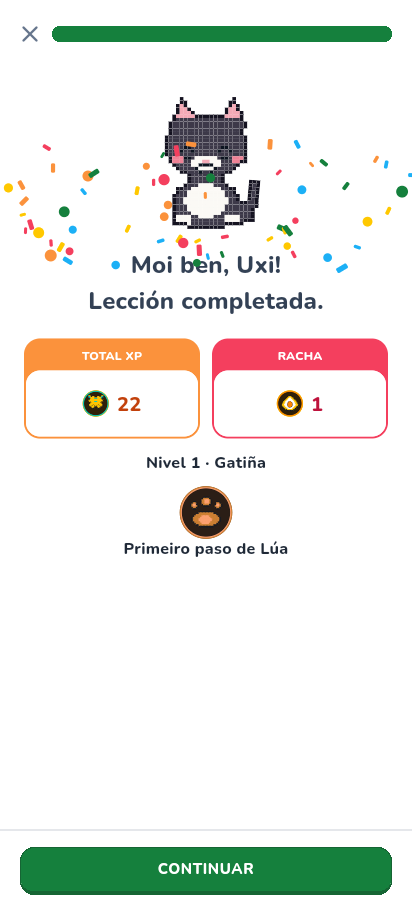 Moi ben, Uxi!
Lección completada.
TOTAL XP
RACHA
22
1
Nivel 1 · Gatiña
Primeiro paso de Lúa
CONTINUAR